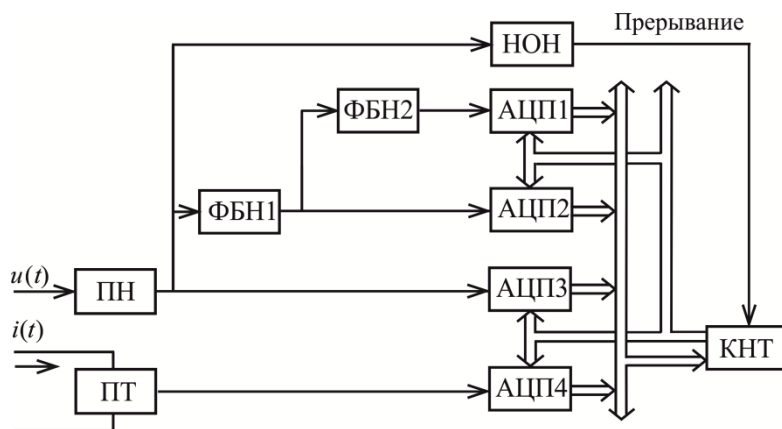 Прерывание
НОН
ФБН2
АЦП1
ФБН1
АЦП2
u(t)
ПН
АЦП3
i(t)
КНТ
ПТ
АЦП4